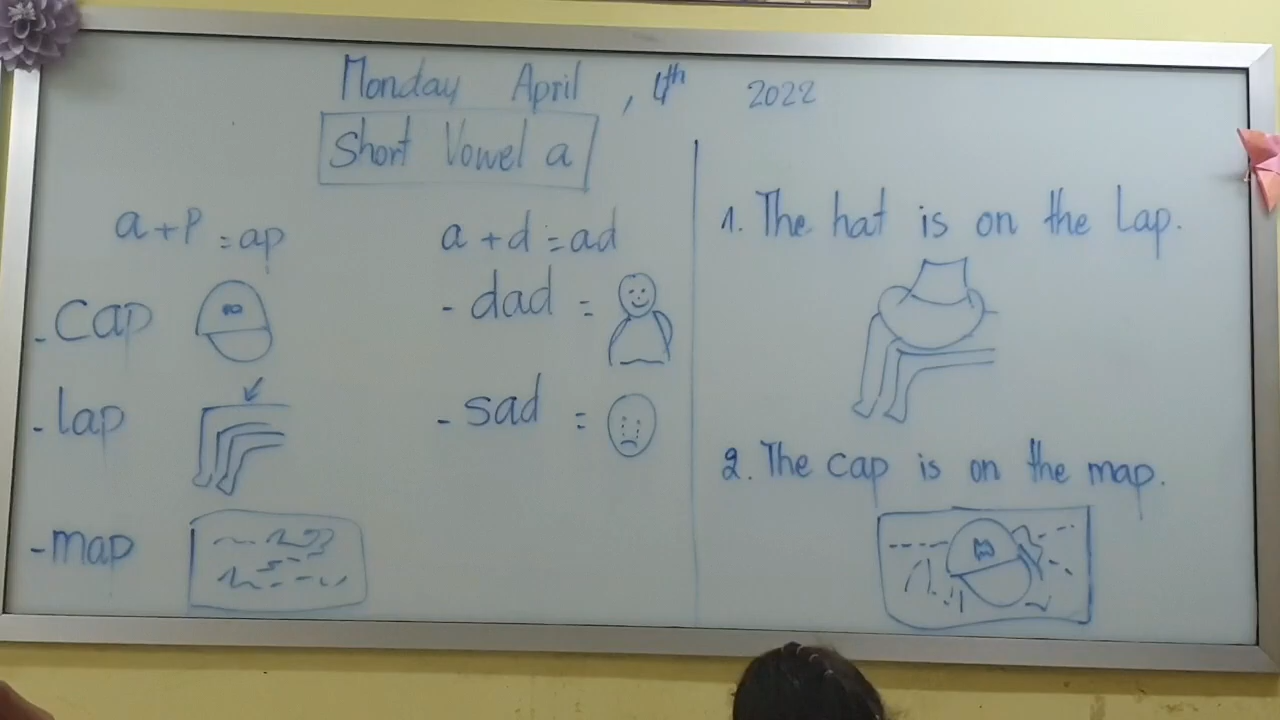 Monday April , 4th 2022
Short Vowel a
a + p = ap
- Cap
- lap
- map
a + d = ad
- dad =
- sad =
1. The hat is on the Lap.
2. The cap is on the map.